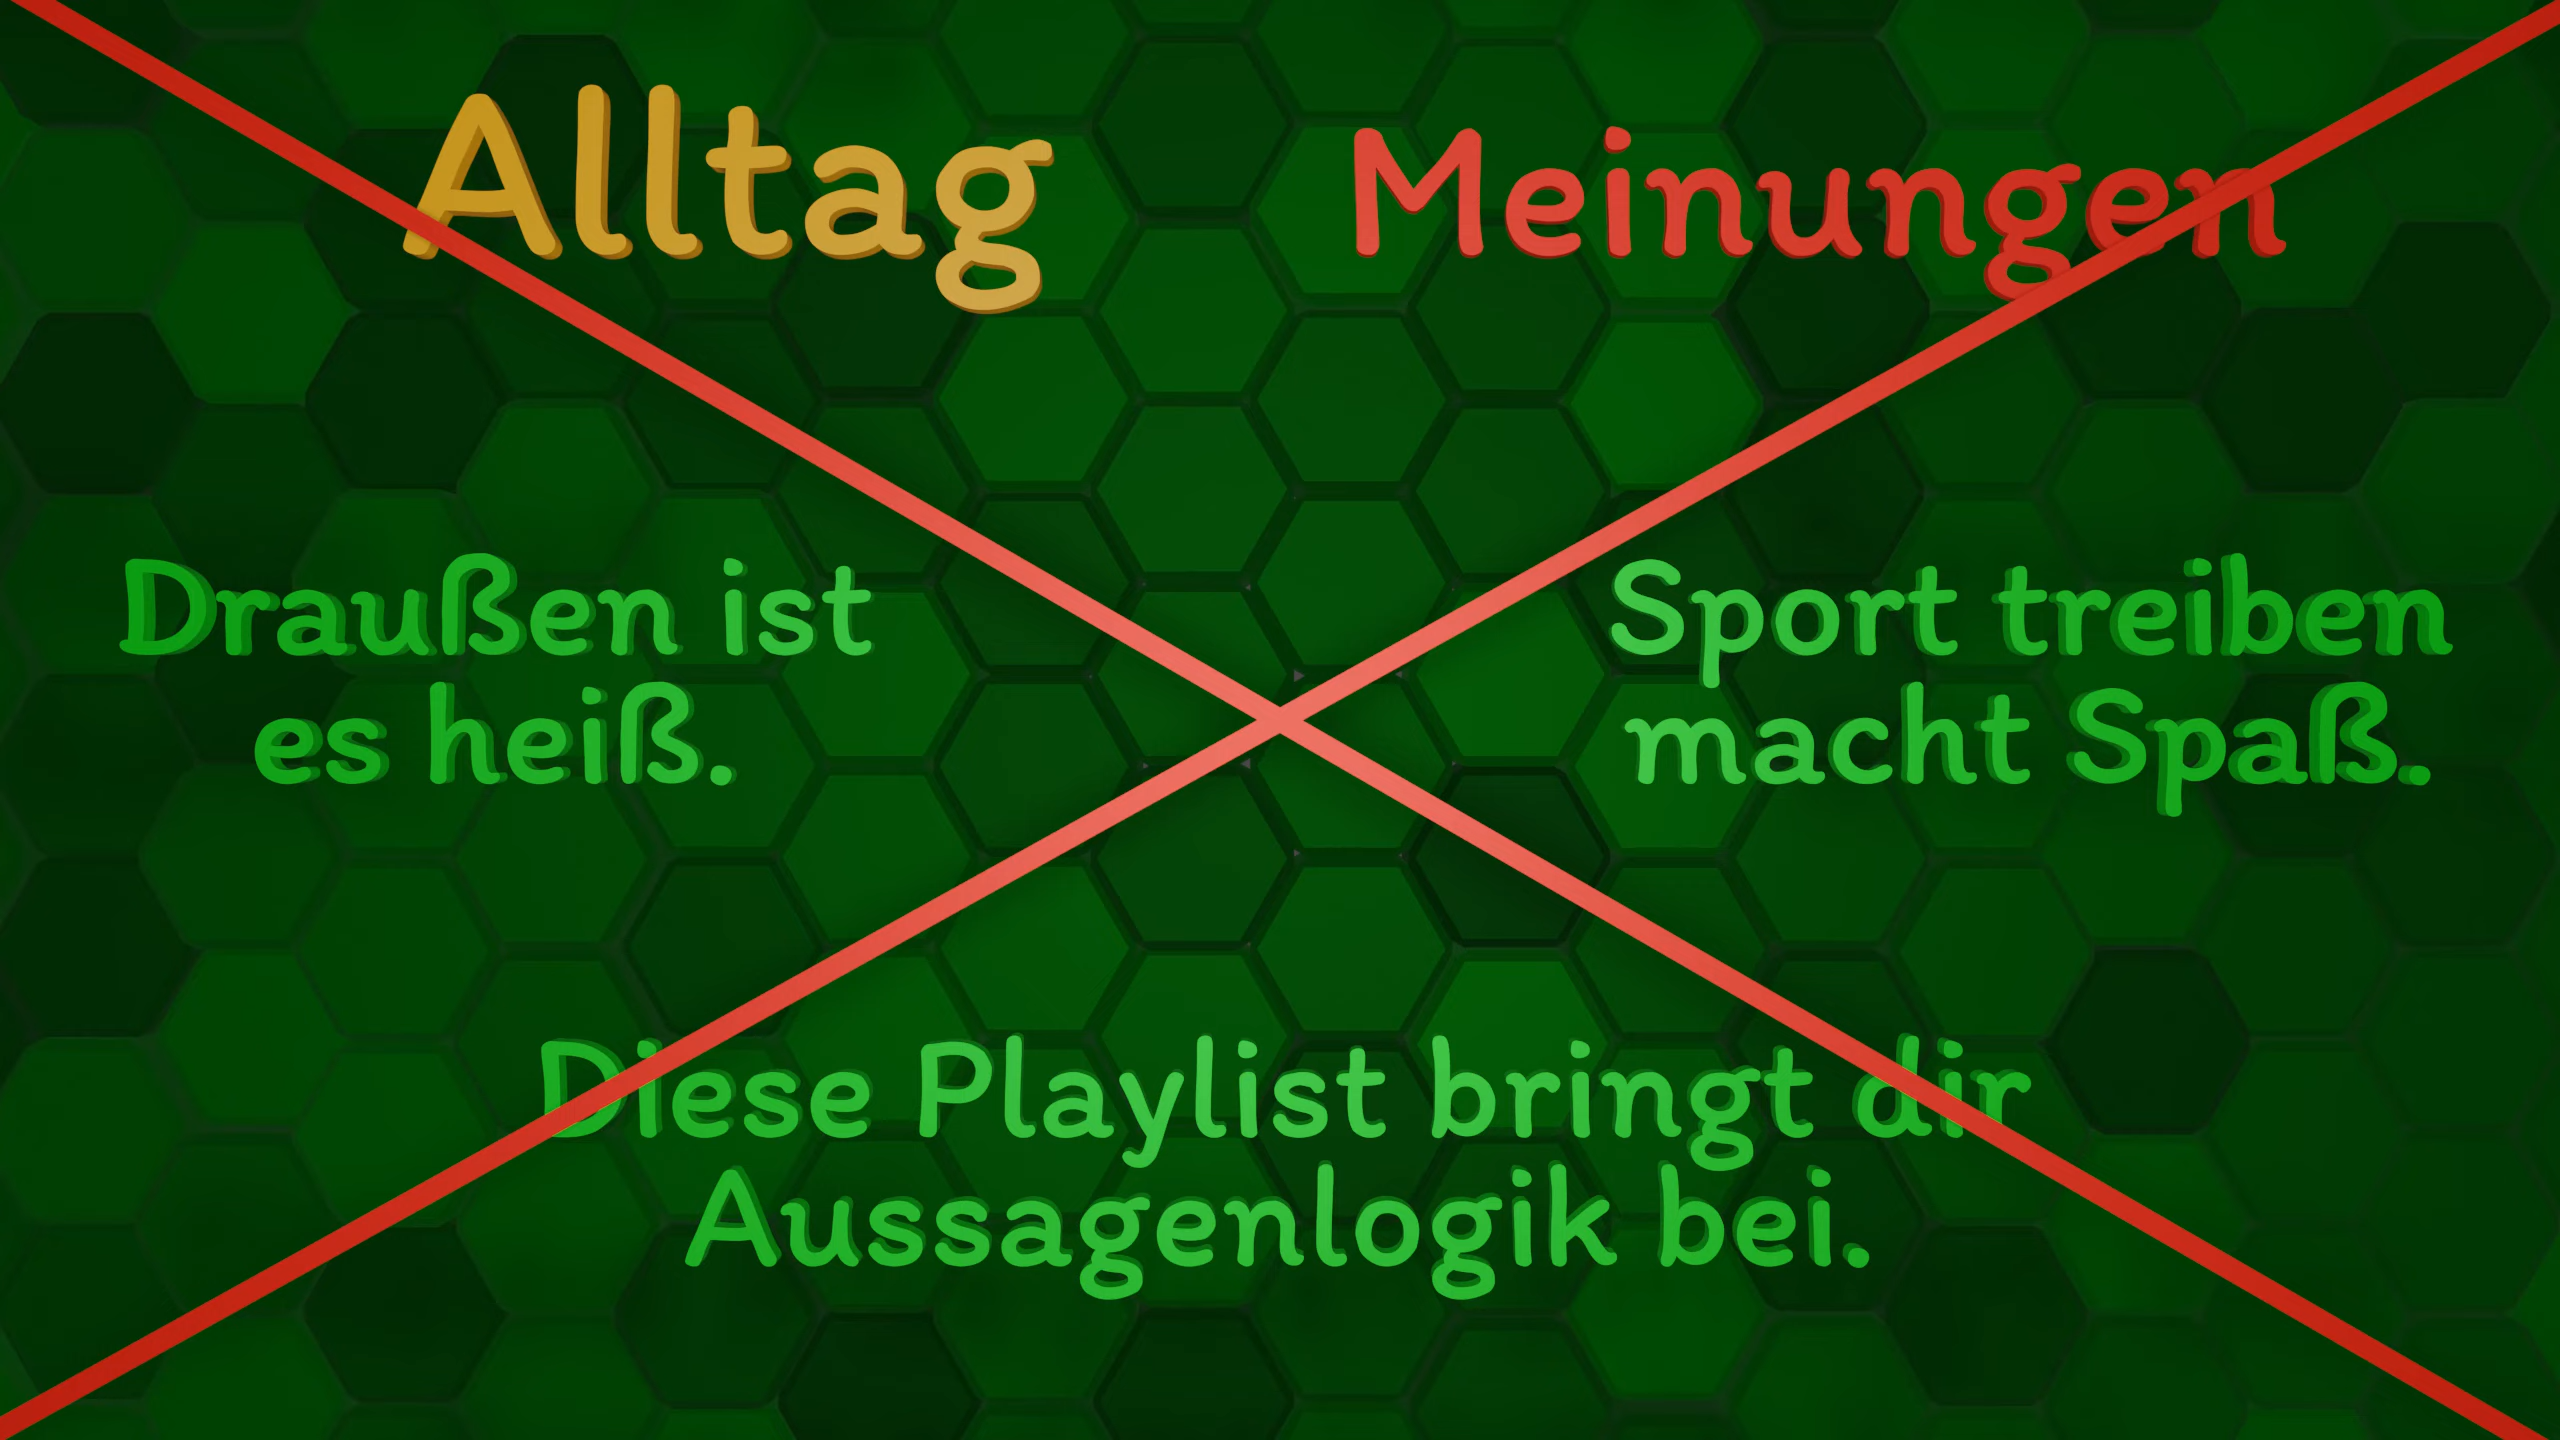 Alltag
Meinungen
Draußen ist
es heiß.
Sport treiben
macht Spaß.
Diese Playlist bringt dir
Aussagenlogik bei.